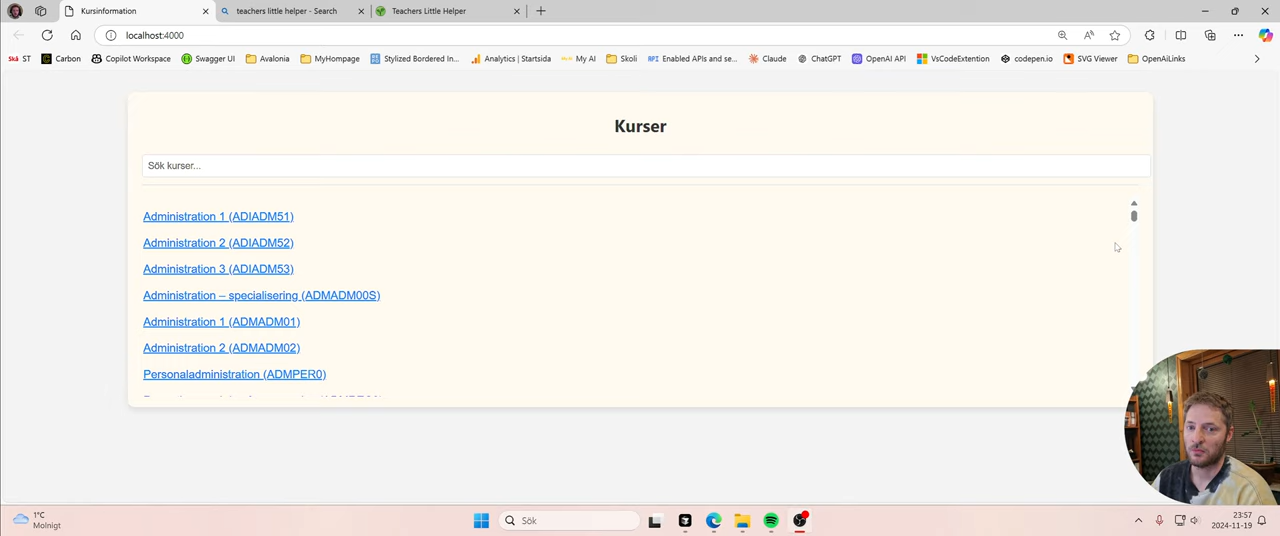 Kursinformation
teachers little helper - Search
Teachers Little Helper
localhost:4000
Skå ST
Carbon
Copilot Workspace
Swagger UI
Avalonia
MyHompage
Stylized Bordered In...
Analytics | Startsida
My AI
Skoli
RFI Enabled APIs and se...
Claude
ChatGPT
OpenAI API
VsCodeExtention
codepen.io
SVG Viewer
OpenAiLinks
Kurser
Sök kurser...
Administration 1 (ADIADM51)
Administration 2 (ADIADM52)
Administration 3 (ADIADM53)
Administration – specialisering (ADMADM00S)
Administration 1 (ADMADM01)
Administration 2 (ADMADM02)
Personaladministration (ADMPER0)
1°C
Molnigt
Sök
23:57
2024-11-19